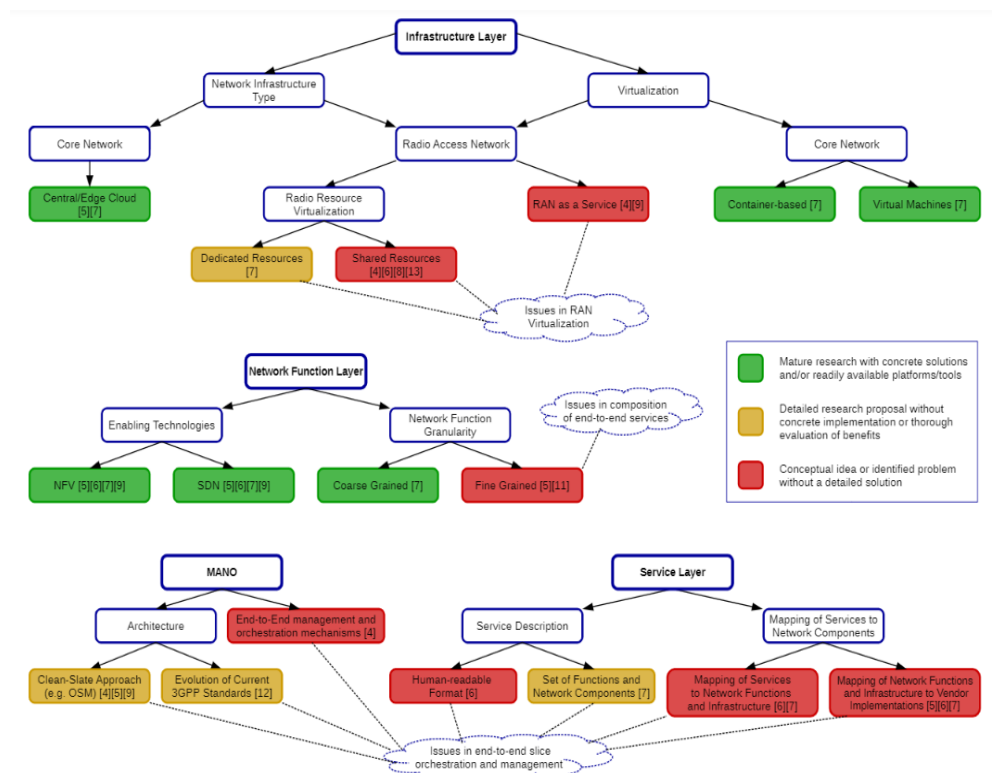 Infrastructure Layer
Network Infrastructure
Type
Virtualization
Core Network
Radio Access Network
Core Network
Central/Edge Cloud
[5][7]
Radio Resource
Virtualization
RAN as a Service [4][9]
Container-based [7]
Virtual Machines [7]
Dedicated Resources
[7]
Shared Resources
[4][6][8][13]
Issues in RAN
Virtualization
Network Function Layer
Enabling Technologies
Network Function
Granularity
Issues in composition
of end-to-end services
NFV [5][6][7][9]
SDN [5][6][7][9]
Coarse Grained [7]
Fine Grained [5][11]
Mature research with concrete solutions
and/or readily available platforms/tools
Detailed research proposal without
concrete implementation or thorough
evaluation of benefits
Conceptual idea or identified problem
without a detailed solution
MANO
Architecture
End-to-End management and
orchestration mechanisms [4]
Clean-Slate Approach
(e.g. OSM) [4][5][9]
Evolution of Current
3GPP Standards [12]
Service Layer
Service Description
Mapping of Services to
Network Components
Human-readable
Format [6]
Set of Functions and
Network Components [7]
Mapping of Services
to Network Functions
and Infrastructure [6][7]
Mapping of Network Functions
and Infrastructure to Vendor
Implementations [5][6][7]
Issues in end-to-end slice
orchestration and management